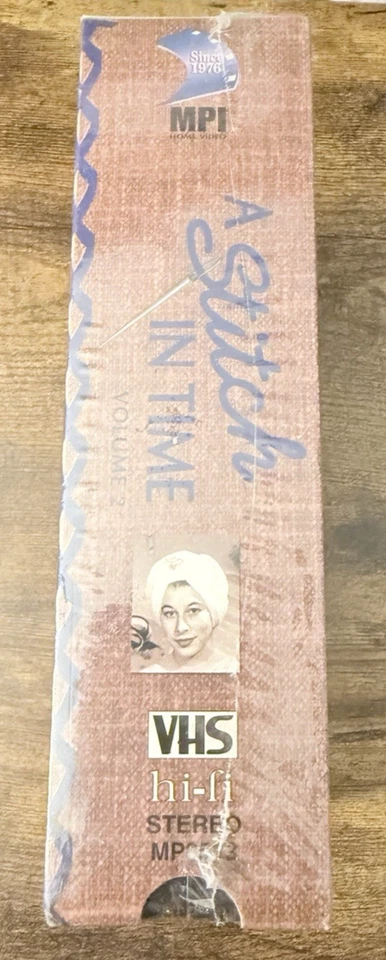 Since
1976
MPI
HOME VIDEO
A Stitch
IN TIME
VOLUME 2
VHS
hi-fi
STEREO